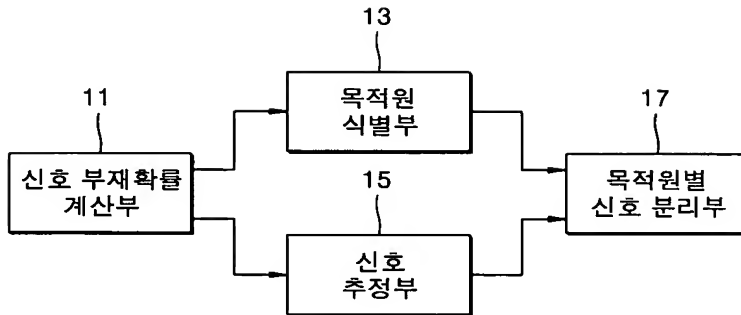 13
목적원
식별부
11
신호 부재확률
계산부
17
목적원별
신호 분리부
15
신호
추정부